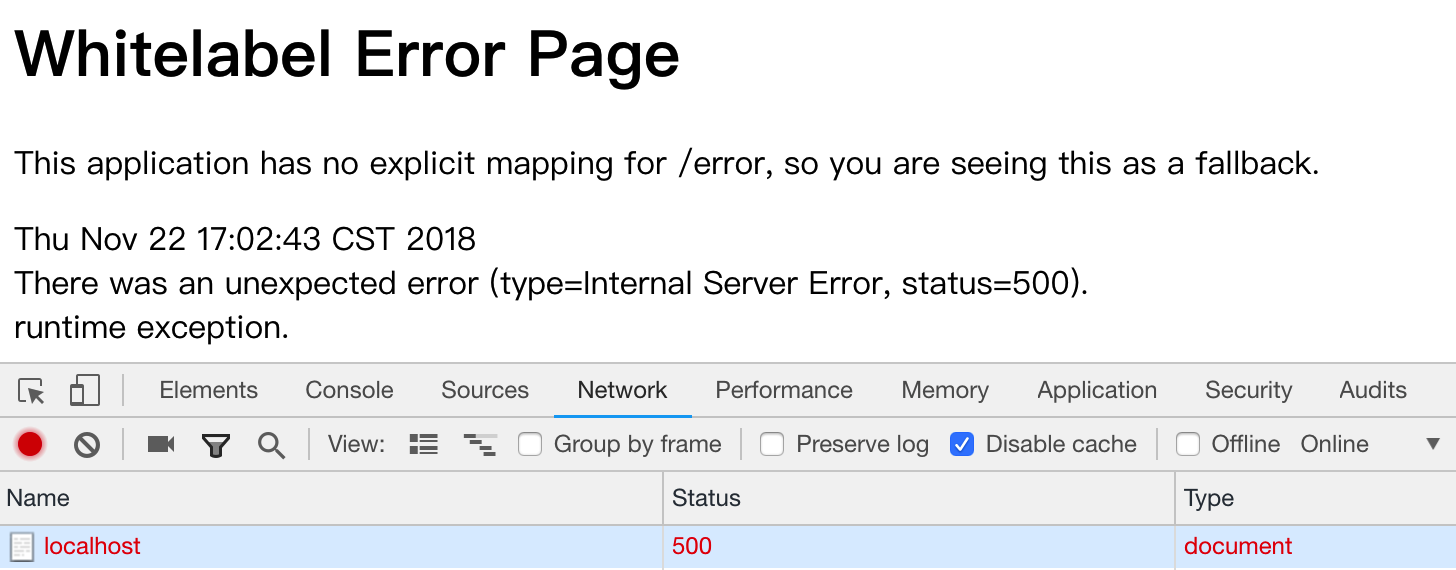 Whitelabel Error Page
This application has no explicit mapping for /error, so you are seeing this as a fallback.
Thu Nov 22 17:02:43 CST 2018
There was an unexpected error (type=Internal Server Error, status=500).
runtime exception.
Elements Console Sources Network Performance Memory Application Security Audits
View: Group by frame Preserve log Disable cache Offline Online
Name Status Type
localhost 500 document